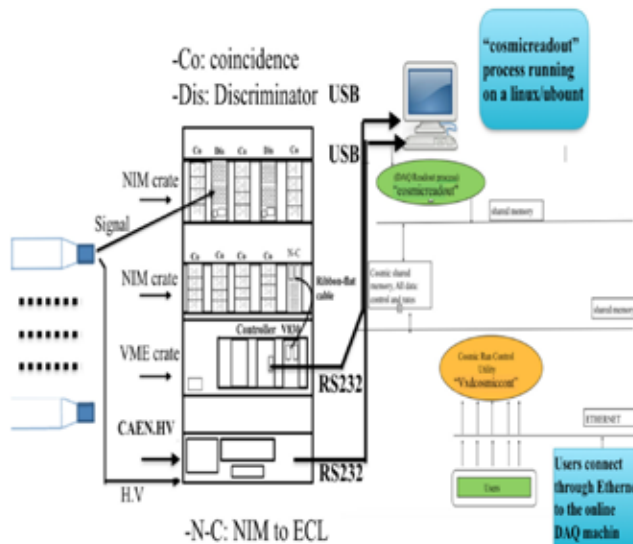 -Co: coincidence
-Dis: Discriminator
USB
USB
"cosmicreadout"
process running
on a linux/ubount
Co Dis Co Dis Co
NIM crate
Signal
(DAQ Readout process)
"cosmicreadout"
shared memory
Co Co Co Co N-C
NIM crate
Ribbon-flat
cable
Cosmic shared
memory, All data
control and rates
shared memory
Controller
VME crate
RS232
Cosmic Run Control
Utility
CAEN.HV
RS232
ETHERNET
H.V
Users
Users connect
through Etherne
to the online
DAQ machin
-N-C: NIM to ECL